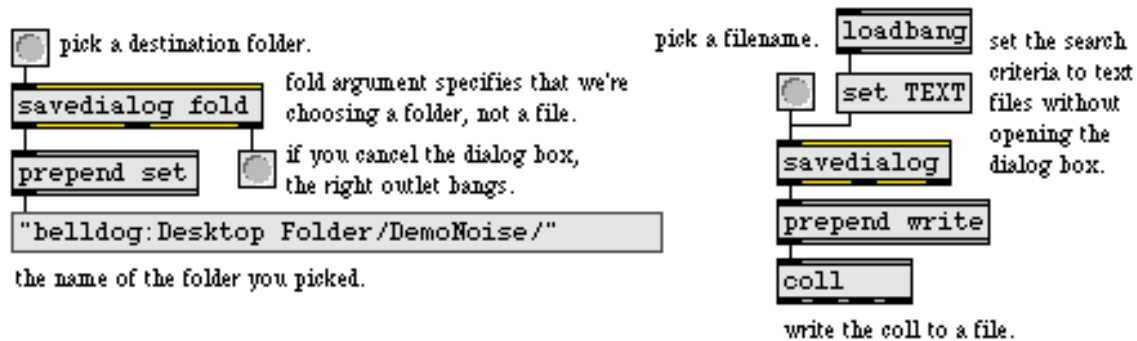 pick a destination folder.
savedialog fold
fold argument specifies that we're
choosing a folder, not a file.
prepend set
if you cancel the dialog box,
the right outlet bangs.
"belldog:Desktop Folder/DemoNoise/"
the name of the folder you picked.
pick a filename.
loadbang
set TEXT
set the search
criteria to text
files without
opening the
dialog box.
savedialog
prepend write
coll
write the coll to a file.